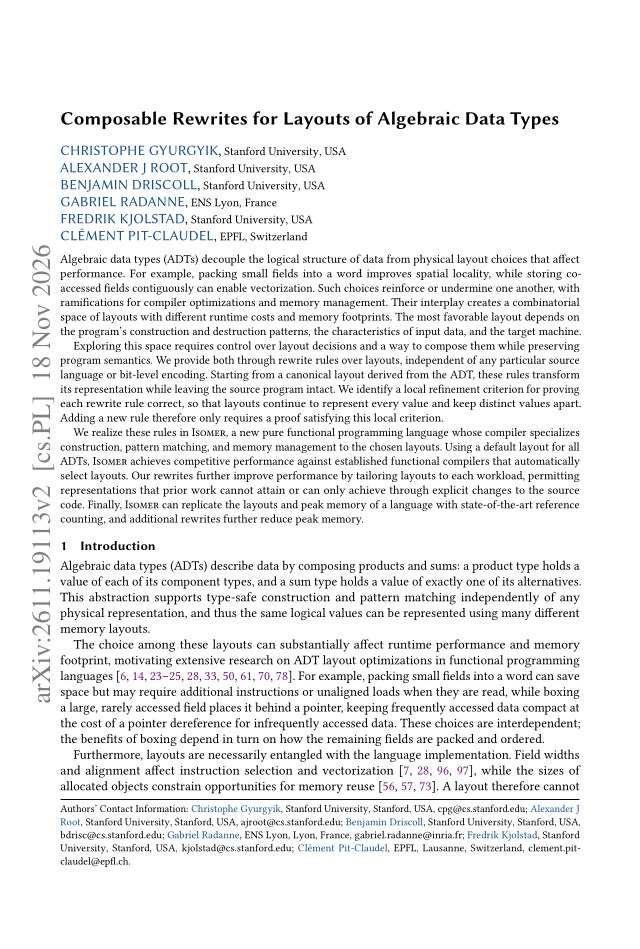 Composable Rewrites for Layouts of Algebraic Data Types
CHRISTOPHE GYURGYIK, Stanford University, USA
ALEXANDER J ROOT, Stanford University, USA
BENJAMIN DRISCOLL, Stanford University, USA
GABRIEL RADANNE, ENS Lyon, France
FREDRIK KJOLSTAD, Stanford University, USA
CLÉMENT PIT-CLAUDEL, EPFL, Switzerland
Algebraic data types (ADTs) decouple the logical structure of data from physical layout choices that affect
performance. For example, packing small fields into a word improves spatial locality, while storing co-
accessed fields contiguously can enable vectorization. Such choices reinforce or undermine one another, with
ramifications for compiler optimizations and memory management. Their interplay creates a combinatorial
space of layouts with different runtime costs and memory footprints. The most favorable layout depends on
the program's construction and destruction patterns, the characteristics of input data, and the target machine.
Exploring this space requires control over layout decisions and a way to compose them while preserving
program semantics. We provide both through rewrite rules over layouts, independent of any particular source
language or bit-level encoding. Starting from a canonical layout derived from the ADT, these rules transform
its representation while leaving the source program intact. We identify a local refinement criterion for proving
each rewrite rule correct, so that layouts continue to represent every value and keep distinct values apart.
Adding a new rule therefore only requires a proof satisfying this local criterion.
We realize these rules in Isomer, a new pure functional programming language whose compiler specializes
construction, pattern matching, and memory management to the chosen layouts. Using a default layout for all
ADTs, Isomer achieves competitive performance against established functional compilers that automatically
select layouts. Our rewrites further improve performance by tailoring layouts to each workload, permitting
representations that prior work cannot attain or can only achieve through explicit changes to the source
code. Finally, Isomer can replicate the layouts and peak memory of a language with state-of-the-art reference
counting, and additional rewrites further reduce peak memory.
1 Introduction
Algebraic data types (ADTs) describe data by composing products and sums: a product type holds a
value of each of its component types, and a sum type holds a value of exactly one of its alternatives.
This abstraction supports type-safe construction and pattern matching independently of any
physical representation, and thus the same logical values can be represented using many different
memory layouts.
The choice among these layouts can substantially affect runtime performance and memory
footprint, motivating extensive research on ADT layout optimizations in functional programming
languages [6, 14, 23–25, 28, 33, 50, 61, 70, 78]. For example, packing small fields into a word can save
space but may require additional instructions or unaligned loads when they are read, while boxing
a large, rarely accessed field places it behind a pointer, keeping frequently accessed data compact at
the cost of a pointer dereference for infrequently accessed data. These choices are interdependent;
the benefits of boxing depend in turn on how the remaining fields are packed and ordered.
Furthermore, layouts are necessarily entangled with the language implementation. Field widths
and alignment affect instruction selection and vectorization [7, 28, 96, 97], while the sizes of
allocated objects constrain opportunities for memory reuse [56, 57, 73]. A layout therefore cannot
Authors' Contact Information: Christophe Gyurgyik, Stanford University, Stanford, USA, cpg@cs.stanford.edu; Alexander J
Root, Stanford University, Stanford, USA, ajroot@cs.stanford.edu; Benjamin Driscoll, Stanford University, Stanford, USA,
bdrisc@cs.stanford.edu; Gabriel Radanne, ENS Lyon, Lyon, France, gabriel.radanne@inria.fr; Fredrik Kjolstad, Stanford
University, Stanford, USA, kjolstad@cs.stanford.edu; Clément Pit-Claudel, EPFL, Lausanne, Switzerland, clement.pit-
claudel@epfl.ch.
arXiv:2611.19113v2 [cs.PL] 18 Nov 2026